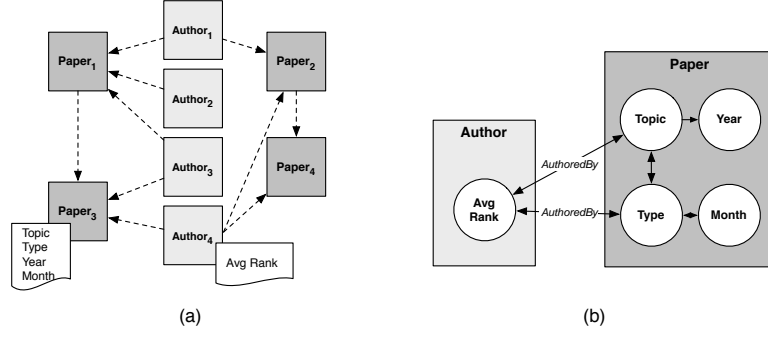 Author1
Paper1
Paper2
Author2
Author3
Paper4
Paper3
Author4
Topic
Type
Year
Month
Avg Rank
(a)
Paper
Author
Topic
Year
AuthoredBy
Avg
Rank
AuthoredBy
Type
Month
(b)